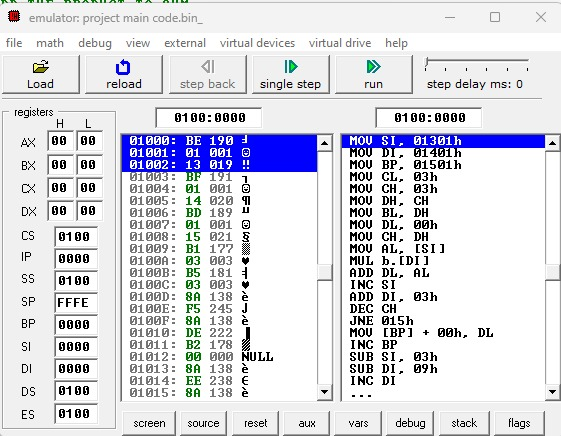 emulator: project main code.bin_
file math debug view external virtual devices virtual drive help
Load reload step back single step run step delay ms: 0
registers
H L
AX 00 00
BX 00 00
CX 00 00
DX 00 00
CS 0100
IP 0000
SS 0100
SP FFFE
BP 0000
SI 0000
DI 0000
DS 0100
ES 0100
0100:0000
01000: BE 190 ╛
01001: 01 001 ☺
01002: 13 019 ‼
01003: BF 191 ┐
01004: 01 001 ☺
01005: 14 020 ¶
01006: BD 189 ╜
01007: 01 001 ☺
01008: 15 021 §
01009: B1 177 ▒
0100A: 03 003 ♥
0100B: B5 181 ╡
0100C: 03 003 ♥
0100D: 8A 138 è
0100E: F5 245 ⌡
0100F: 8A 138 è
01010: DE 222 ▐
01011: B2 178 ▓
01012: 00 000 NULL
01013: 8A 138 è
01014: EE 238 ε
01015: 8A 138 è
0100:0000
MOV SI, 01301h
MOV DI, 01401h
MOV BP, 01501h
MOV CL, 03h
MOV CH, 03h
MOV DH, CH
MOV BL, DH
MOV DL, 00h
MOV CH, DH
MOV AL, [SI]
MUL b.[DI]
ADD DL, AL
INC SI
ADD DI, 03h
DEC CH
JNE 015h
MOV [BP] + 00h, DL
INC BP
SUB SI, 03h
SUB DI, 09h
INC DI
...
screen source reset aux vars debug stack flags